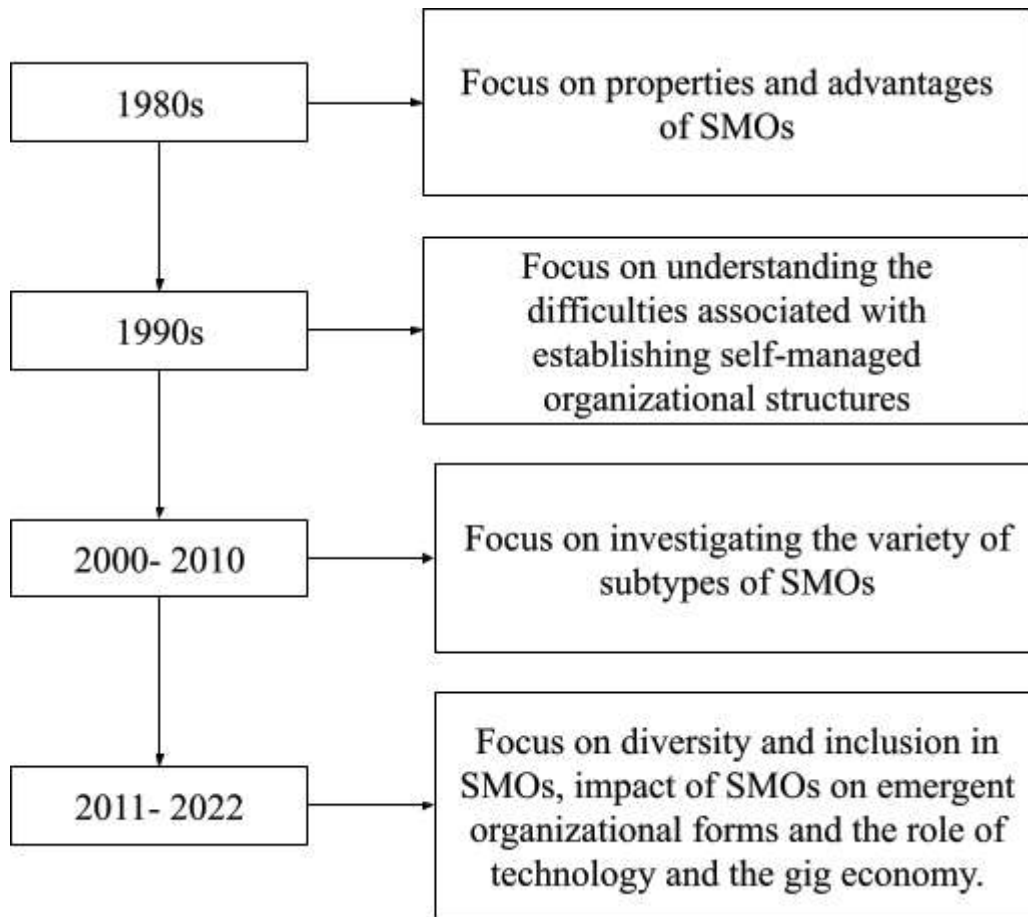 1980s
Focus on properties and advantages
of SMOs
1990s
Focus on understanding the
difficulties associated with
establishing self-managed
organizational structures
2000- 2010
Focus on investigating the variety of
subtypes of SMOs
2011- 2022
Focus on diversity and inclusion in
SMOs, impact of SMOs on emergent
organizational forms and the role of
technology and the gig economy.